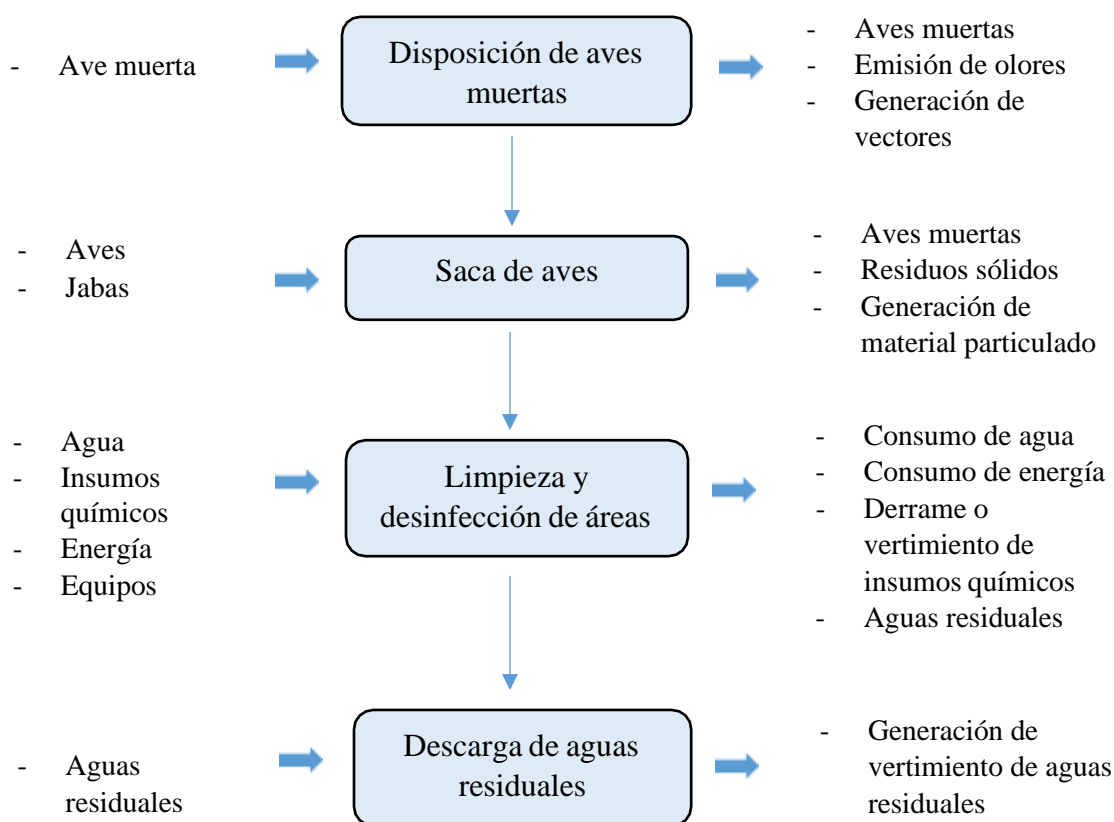 - Ave muerta
Disposición de aves
muertas
- Aves muertas
- Emisión de olores
- Generación de
vectores
- Aves
- Jabas
Saca de aves
- Aves muertas
- Residuos sólidos
- Generación de
material particulado
- Agua
- Insumos
químicos
- Energía
- Equipos
Limpieza y
desinfección de áreas
- Consumo de agua
- Consumo de energía
- Derrame o
vertimiento de
insumos químicos
- Aguas residuales
- Aguas
residuales
Descarga de aguas
residuales
- Generación de
vertimiento de aguas
residuales